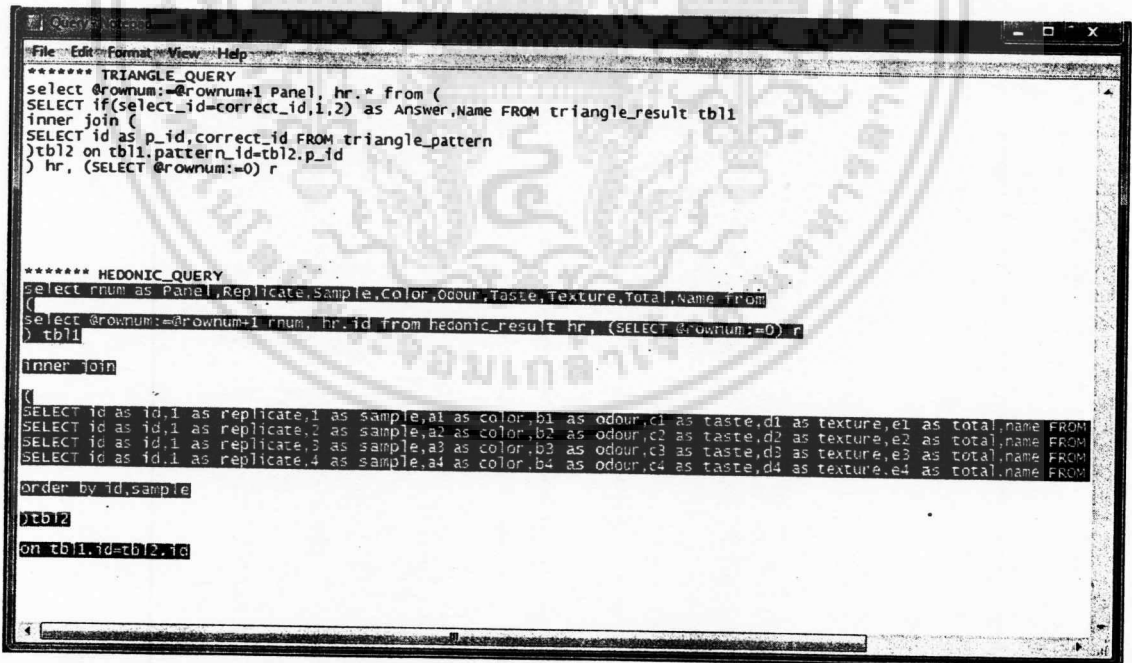 Query - Notepad
File Edit Format View Help
******* TRIANGLE_QUERY
select @rownum:=@rownum+1 Panel, hr.* from (
SELECT if(select_id=correct_id,1,2) as Answer,Name FROM triangle_result tbl1
inner join (
SELECT id as p_id,correct_id FROM triangle_pattern
)tbl2 on tbl1.pattern_id=tbl2.p_id
) hr, (SELECT @rownum:=0) r
******* HEDONIC_QUERY
select rnum as Panel,Replicate,Sample,Color,Odour,Taste,Texture,Total,Name from
(
select @rownum:=@rownum+1 rnum, hr.id from hedonic_result hr, (SELECT @rownum:=0) r
) tbl1
inner join
(
SELECT id as id,1 as replicate,1 as sample,a1 as color,b1 as odour,c1 as taste,d1 as texture,e1 as total,name FROM
SELECT id as id,1 as replicate,2 as sample,a2 as color,b2 as odour,c2 as taste,d2 as texture,e2 as total,name FROM
SELECT id as id,1 as replicate,3 as sample,a3 as color,b3 as odour,c3 as taste,d3 as texture,e3 as total,name FROM
SELECT id as id,1 as replicate,4 as sample,a4 as color,b4 as odour,c4 as taste,d4 as texture,e4 as total,name FROM
order by id,sample
)tbl2
on tbl1.id=tbl2.id